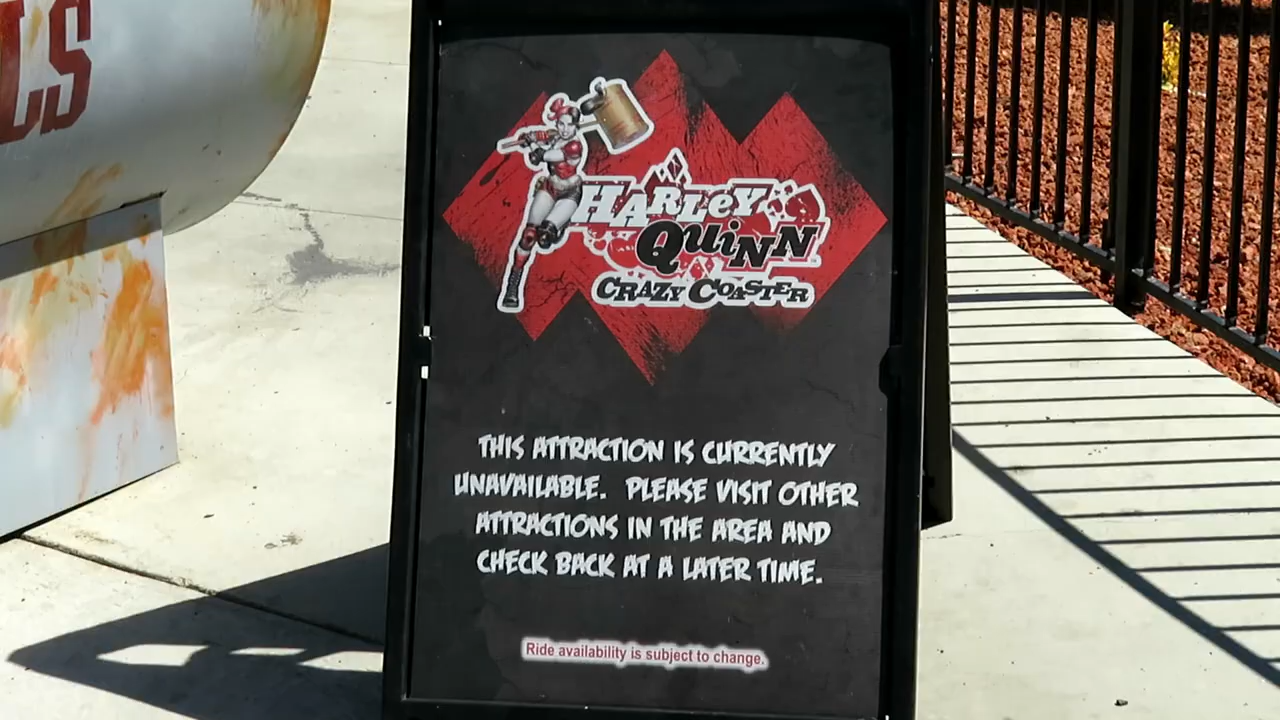 LS
HARLEY
QUINN
CRAZY COASTER
THIS ATTRACTION IS CURRENTLY
UNAVAILABLE. PLEASE VISIT OTHER
ATTRACTIONS IN THE AREA AND
CHECK BACK AT A LATER TIME.
Ride availability is subject to change.